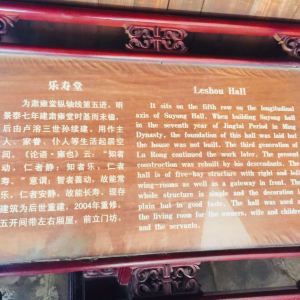 乐寿堂
为肃雍堂纵轴线第五进。明
景泰七年建肃雍堂时基而未楹,
后由卢溶三世孙续建,用作主
人、家眷、仆人等生活起居空
间。《论语·雍也》云:“知者
动,仁者静;知者乐,仁者
寿。”意谓:智者善动,故能常
乐,仁者安静,故能长寿。现存
建筑为后世重建,2004年重修。
五开间带左右厢屋,前立门坊。
Leshou Hall
It sits on the fifth row on the longitudinal
axis of Suyong Hall. When building Suyong hall
in the seventh year of Jingtai Period in Ming
Dynasty, the foundation of this hall was laid but
the house was not built. The third generation of
Lu Rong continued the work later. The present
construction was rebuilt by his descendants. The
Hall is of five-bay structure with right and left
wing-rooms as well as a gateway in front. The
whole structure is simple and the decoration is
plain but in good taste. The hall was used as
the living room for the owners, wife and children
and the servants.